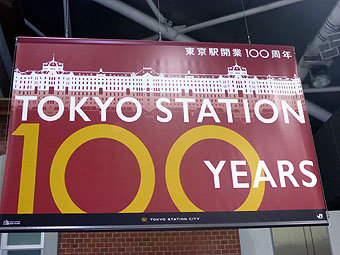 東京駅開業100周年
TOKYO STATION
100
YEARS
TOKYO STATION CITY